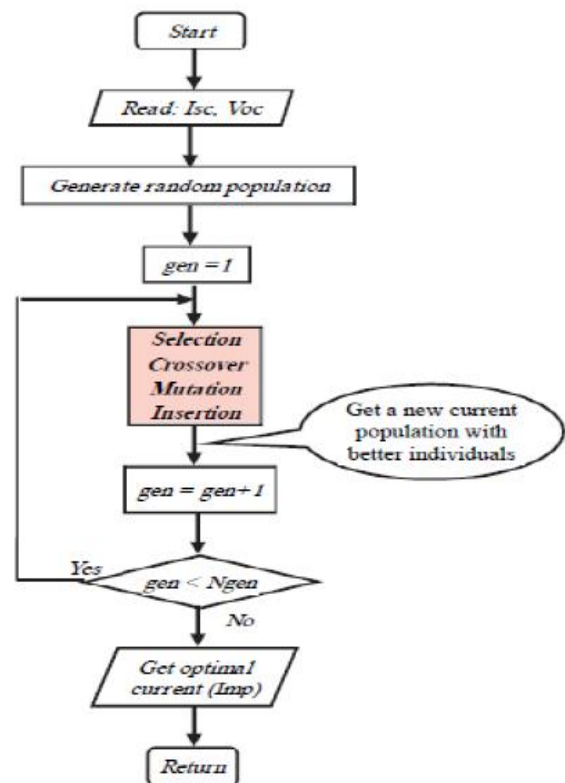 Start
Read: Isc, Voc
Generate random population
gen =1
Selection
Crossover
Mutation
Insertion
Get a new current
population with
better individuals
gen = gen+1
Yes
gen < Ngen
No
Get optimal
current (Imp)
Return